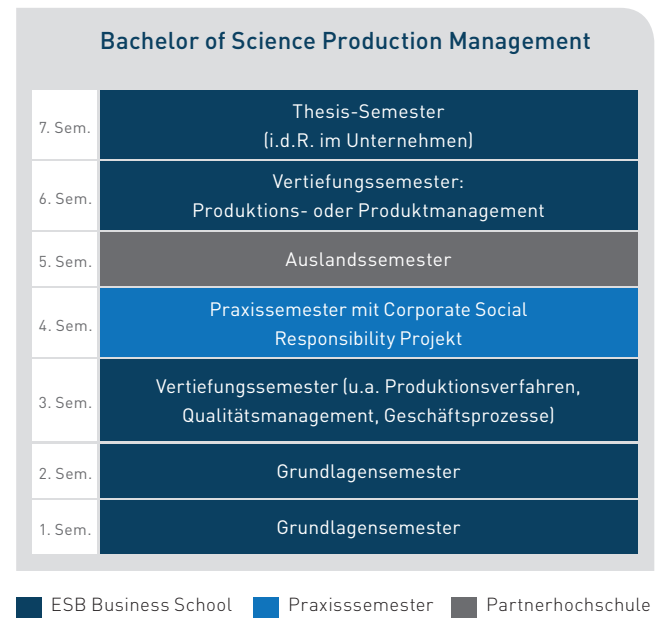 Bachelor of Science Production Management
7. Sem.
Thesis-Semester
(i.d.R. im Unternehmen)
6. Sem.
Vertiefungssemester:
Produktions- oder Produktmanagement
5. Sem.
Auslandssemester
4. Sem.
Praxissemester mit Corporate Social
Responsibility Projekt
3. Sem.
Vertiefungssemester (u.a. Produktionsverfahren,
Qualitätsmanagement, Geschäftsprozesse)
2. Sem.
Grundlagensemester
1. Sem.
Grundlagensemester
ESB Business School
Praxisssemester
Partnerhochschule